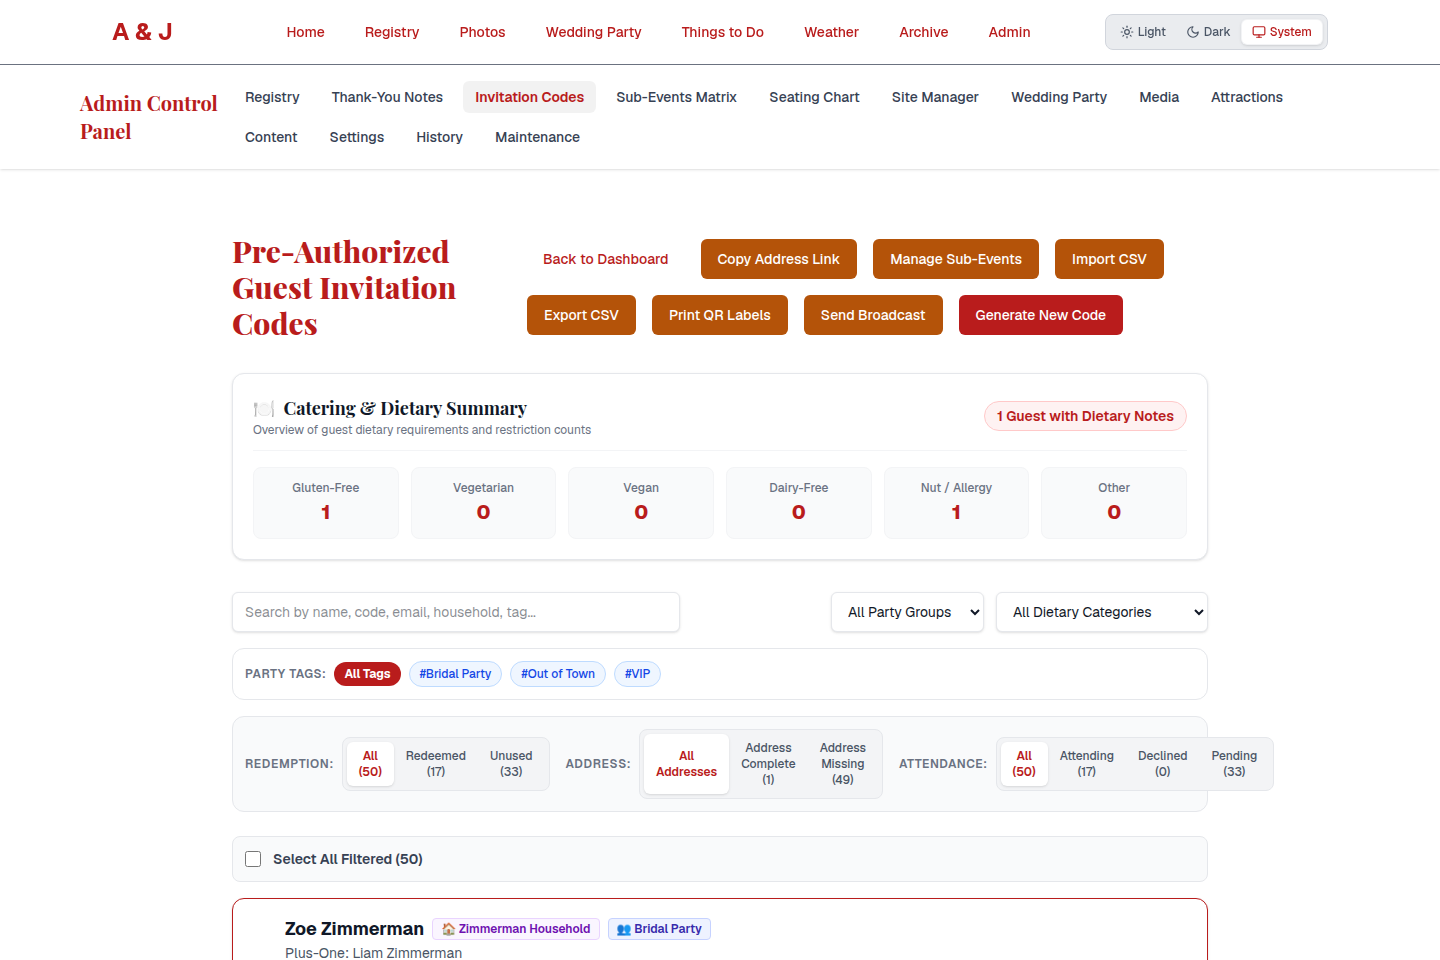 A & J
Home Registry Photos Wedding Party Things to Do Weather Archive Admin
Light Dark System
Admin Control
Panel
Registry Thank-You Notes Invitation Codes Sub-Events Matrix Seating Chart Site Manager Wedding Party Media Attractions
Content Settings History Maintenance
Pre-Authorized
Guest Invitation
Codes
Back to Dashboard Copy Address Link Manage Sub-Events Import CSV
Export CSV Print QR Labels Send Broadcast Generate New Code
Catering & Dietary Summary
Overview of guest dietary requirements and restriction counts
1 Guest with Dietary Notes
Gluten-Free Vegetarian Vegan Dairy-Free Nut / Allergy Other
1 0 0 0 1 0
Search by name, code, email, household, tag...
All Party Groups All Dietary Categories
PARTY TAGS: All Tags #Bridal Party #Out of Town #VIP
REDEMPTION:
All
(50)
Redeemed
(17)
Unused
(33)
ADDRESS:
All
Addresses
Address
Complete
(1)
Address
Missing
(49)
ATTENDANCE:
All
(50)
Attending
(17)
Declined
(0)
Pending
(33)
Select All Filtered (50)
Zoe Zimmerman Zimmerman Household Bridal Party
Plus-One: Liam Zimmerman